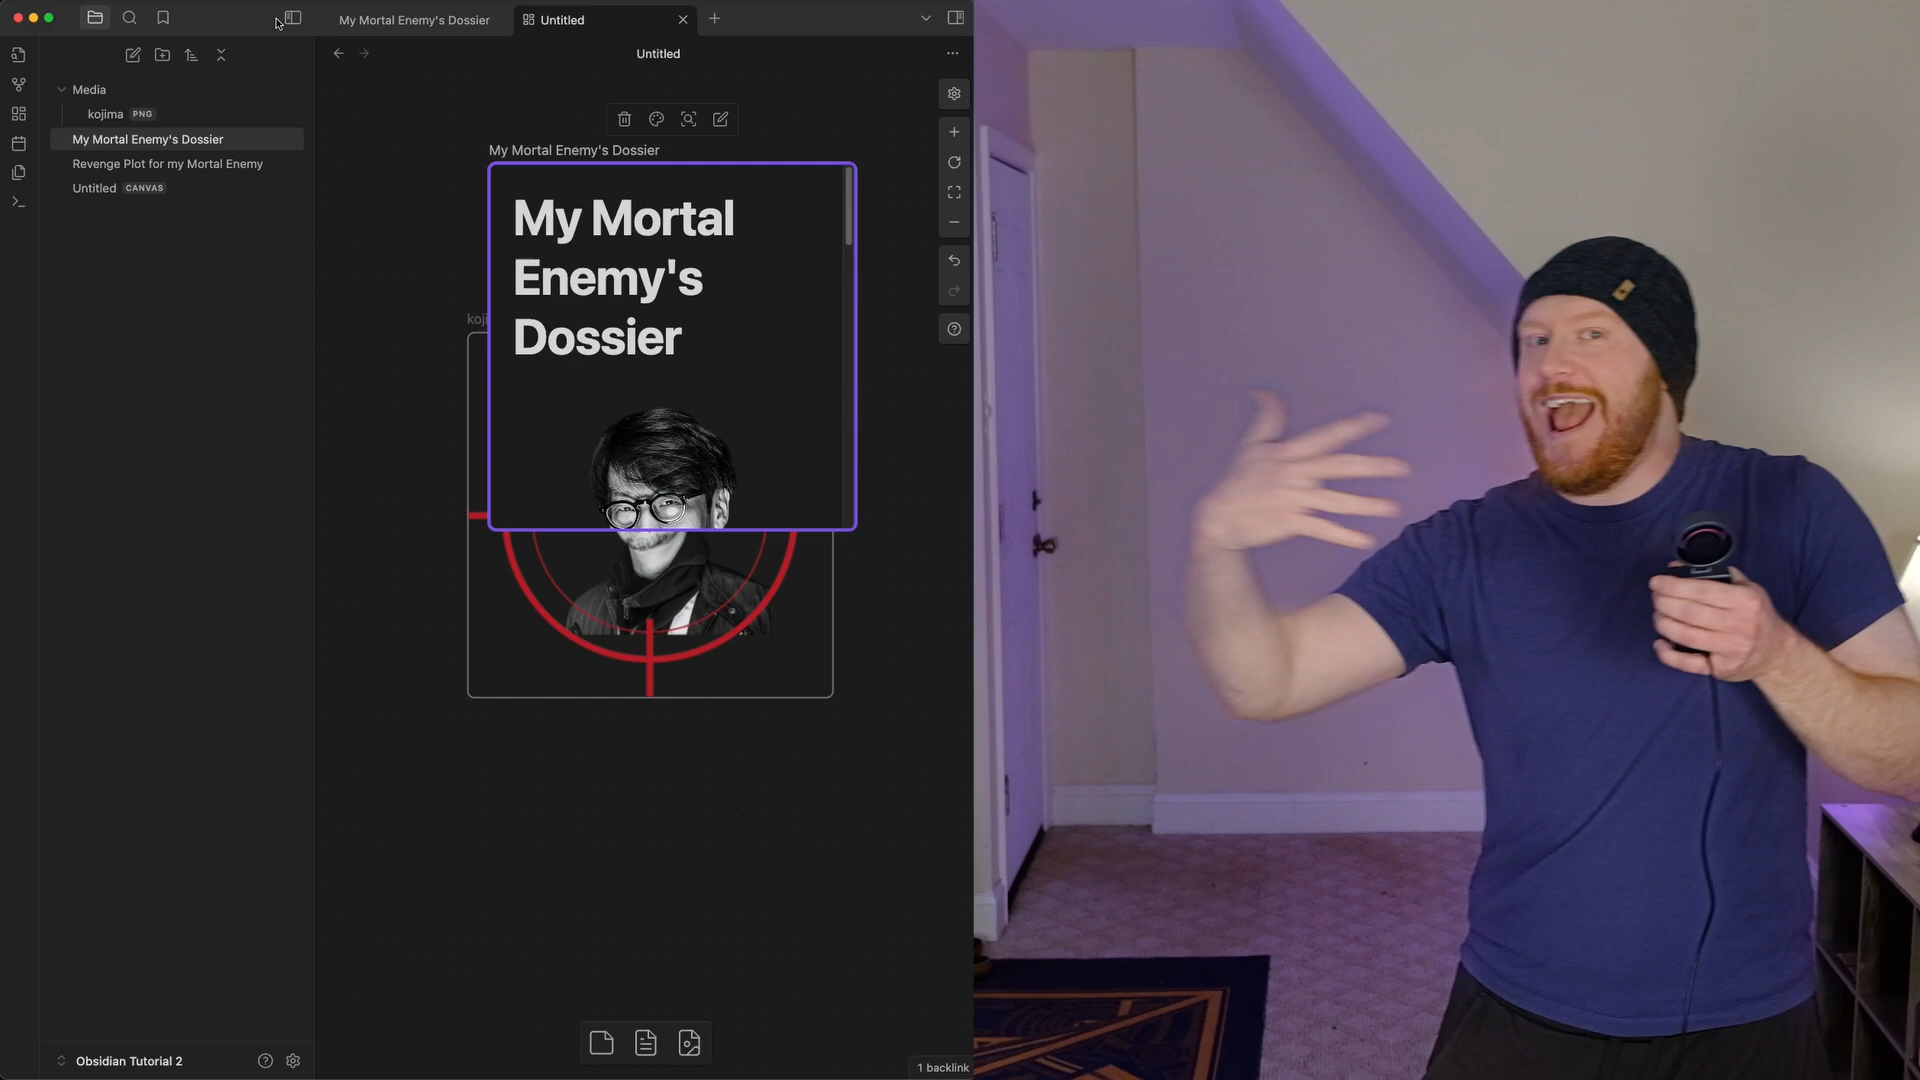 My Mortal Enemy's Dossier
Untitled
Untitled
Media
kojima PNG
My Mortal Enemy's Dossier
Revenge Plot for my Mortal Enemy
Untitled CANVAS
My Mortal Enemy's Dossier
My Mortal
Enemy's
Dossier
koji
Obsidian Tutorial 2
1 backlink